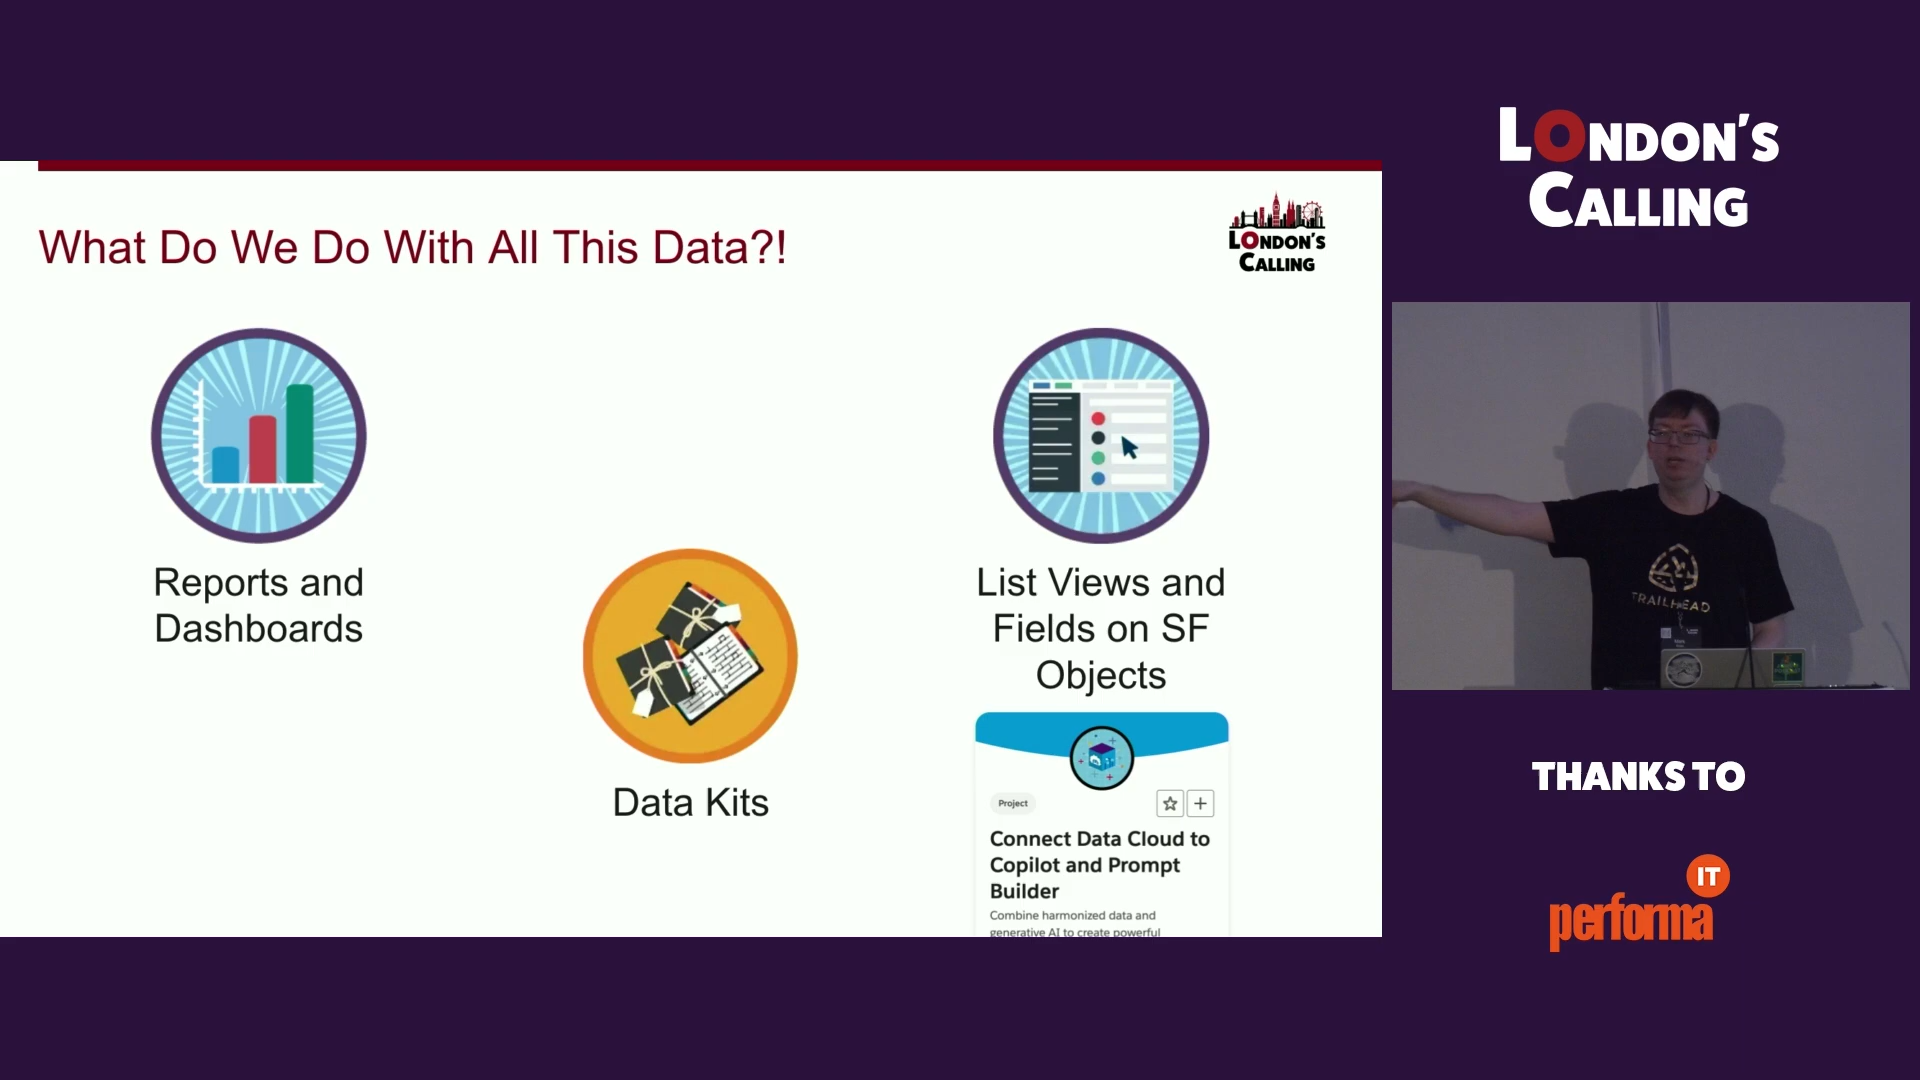 What Do We Do With All This Data?!
LONDON'S
CALLING
Reports and
Dashboards
Data Kits
List Views and
Fields on SF
Objects
Project
Connect Data Cloud to
Copilot and Prompt
Builder
Combine harmonized data and
generative AI to create powerful
LONDON'S
CALLING
TRAILHEAD
THANKS TO
performa
IT